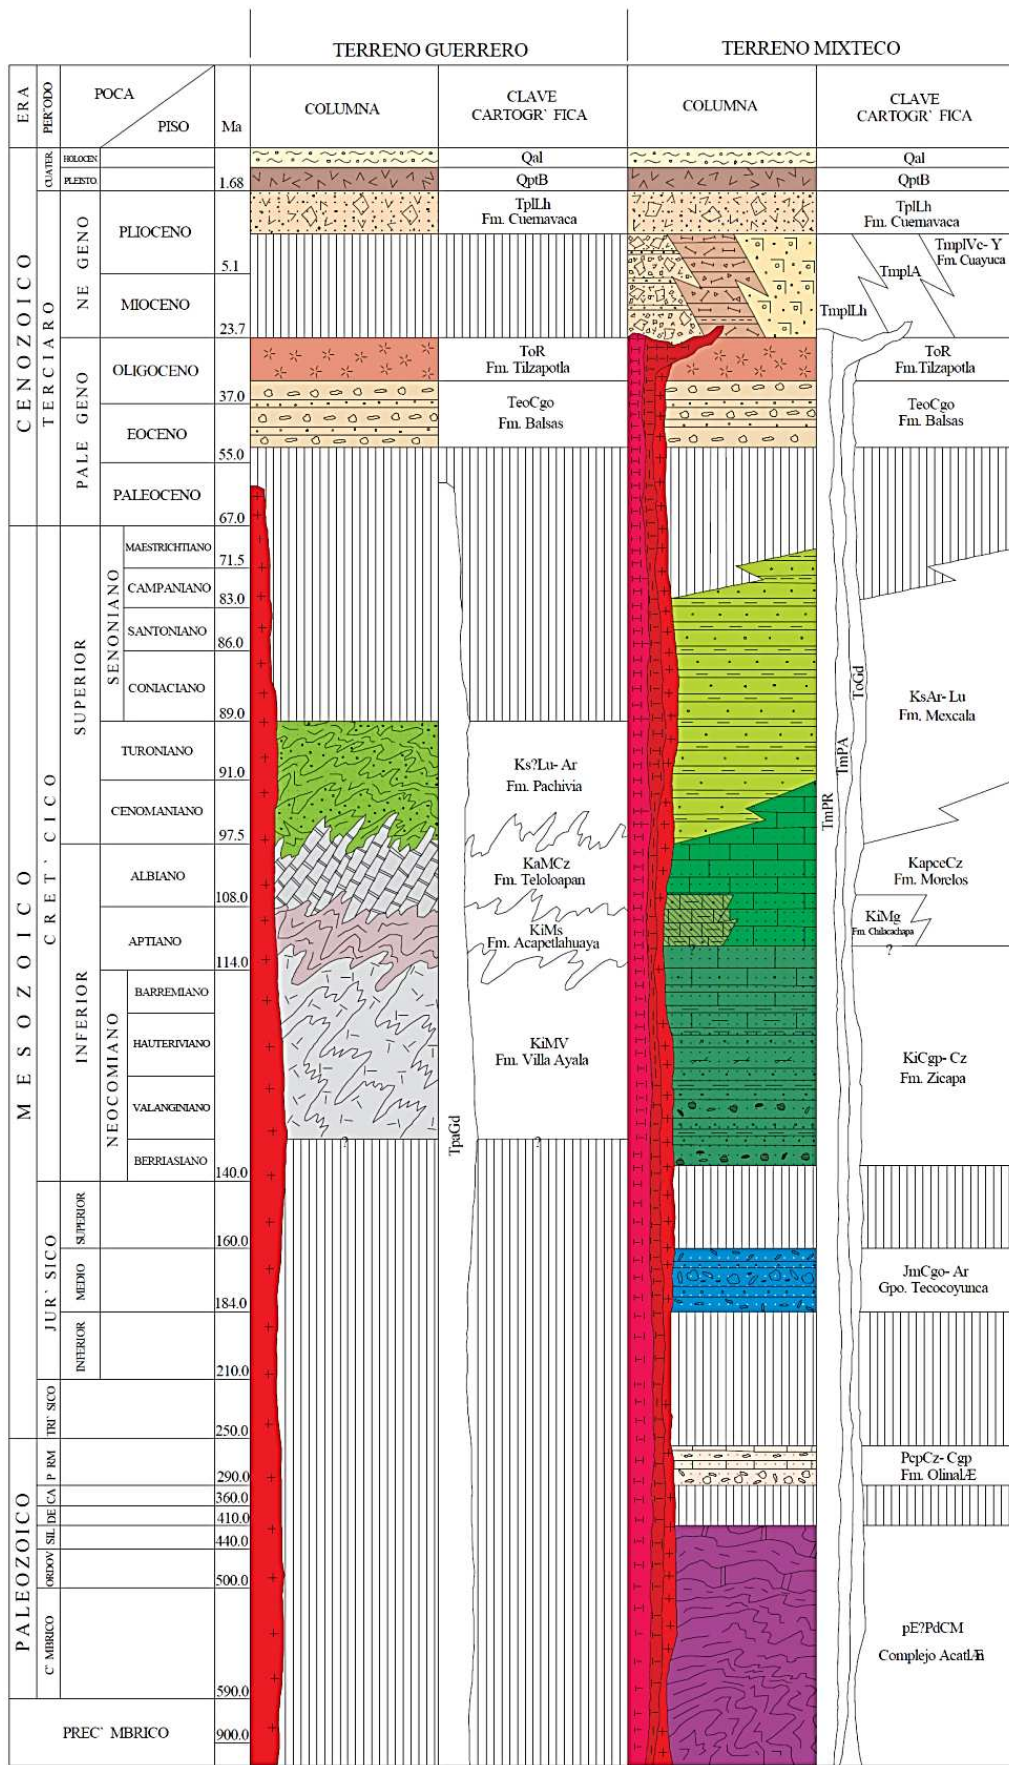 TERRENO GUERRERO
TERRENO MIXTECO
ERA
PER´ODO
POCA
PISO
Ma
COLUMNA
CLAVE
CARTOGR` FICA
COLUMNA
CLAVE
CARTOGR` FICA
CENOZOICO
TERCIARO
CUATER.
NE GENO
PALE GENO
HOLOCEN.
PLEISTO.
1.68
PLIOCENO
5.1
MIOCENO
23.7
OLIGOCENO
37.0
EOCENO
55.0
PALEOCENO
67.0
MESOZOICO
CRET` CICO
SUPERIOR
SENONIANO
MAESTRICHTIANO
71.5
CAMPANIANO
83.0
SANTONIANO
86.0
CONIACIANO
89.0
TURONIANO
91.0
CENOMANIANO
97.5
INFERIOR
ALBIANO
108.0
APTIANO
114.0
NEOCOMIANO
BARREMIANO
HAUTERIVIANO
VALANGINIANO
BERRIASIANO
140.0
JUR` SICO
SUPERIOR
160.0
MEDIO
184.0
INFERIOR
210.0
TRI` SICO
250.0
PALEOZOICO
P RM
290.0
CA
360.0
DE
410.0
SIL
440.0
ORDOV
500.0
C` MBRICO
590.0
PREC` MBRICO
900.0
Qal
QptB
TplLh
Fm. Cuernavaca
ToR
Fm. Tilzapotla
TeoCgo
Fm. Balsas
Ks?Lu- Ar
Fm. Pachivia
KaMCz
Fm. Teloloapan
KiMs
Fm. Acapetlahuaya
KiMV
Fm. Villa Ayala
TpaGd
?
?
Qal
QptB
TplLh
Fm. Cuernavaca
TmplVc- Y
Fm. Cuayuca
TmplA
TmplLh
ToR
Fm.Tilzapotla
TeoCgo
Fm. Balsas
ToGd
TmPA
TmPR
KsAr- Lu
Fm. Mexcala
KapceCz
Fm. Morelos
KiMg
Fm. Chilacachapa
?
?
KiCgp- Cz
Fm. Zicapa
JmCgo- Ar
Gpo. Tecocoyunca
PcpCz- Cgp
Fm. OlinalÆ
pE?PdCM
Complejo AcatlÆn